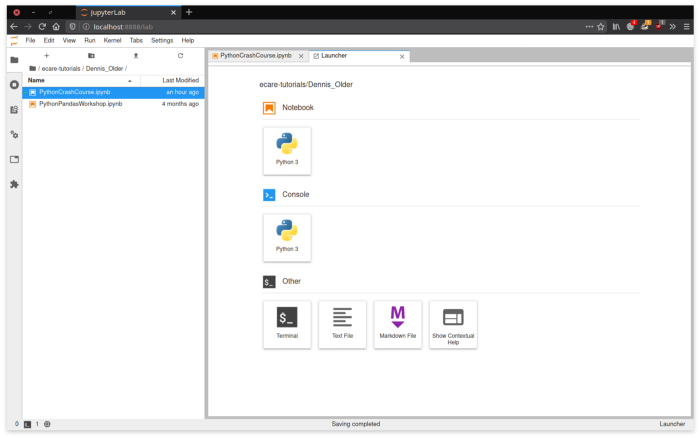 JupyterLab
localhost:8888/lab
File Edit View Run Kernel Tabs Settings Help
/ ecare-tutorials / Dennis_Older /
Name Last Modified
PythonCrashCourse.ipynb an hour ago
PythonPandasWorkshop.ipynb 4 months ago
PythonCrashCourse.ipynb Launcher
ecare-tutorials/Dennis_Older
Notebook
Python 3
Console
Python 3
$_ Other
$_ M
Terminal Text File Markdown File Show Contextual
Help
0 1 Saving completed Launcher